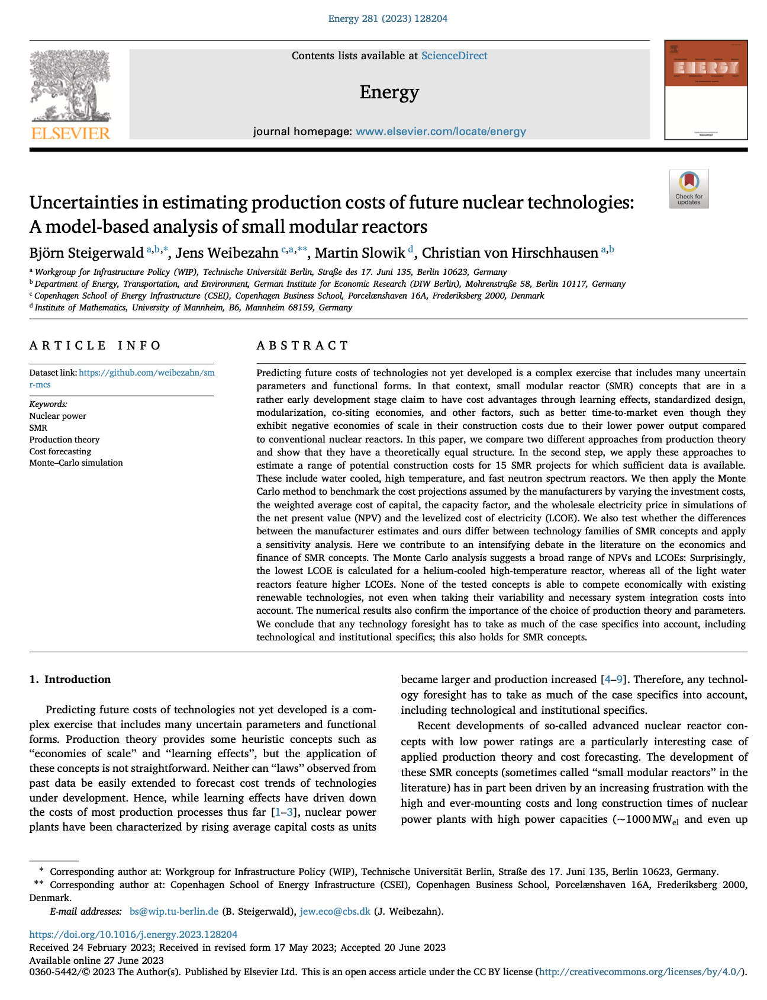 Energy 281 (2023) 128204
Contents lists available at ScienceDirect
Energy
journal homepage: www.elsevier.com/locate/energy
ELSEVIER
ENERGY
Check for
updates
Uncertainties in estimating production costs of future nuclear technologies:
A model-based analysis of small modular reactors
Björn Steigerwald a,b,*, Jens Weibezahn c,a,**, Martin Slowik d, Christian von Hirschhausen a,b
a Workgroup for Infrastructure Policy (WIP), Technische Universität Berlin, Straße des 17. Juni 135, Berlin 10623, Germany
b Department of Energy, Transportation, and Environment, German Institute for Economic Research (DIW Berlin), Mohrenstraße 58, Berlin 10117, Germany
c Copenhagen School of Energy Infrastructure (CSEI), Copenhagen Business School, Porcelænshaven 16A, Frederiksberg 2000, Denmark
d Institute of Mathematics, University of Mannheim, B6, Mannheim 68159, Germany
ARTICLE INFO
Dataset link: https://github.com/weibezahn/sm
r-mcs
Keywords:
Nuclear power
SMR
Production theory
Cost forecasting
Monte–Carlo simulation
ABSTRACT
Predicting future costs of technologies not yet developed is a complex exercise that includes many uncertain
parameters and functional forms. In that context, small modular reactor (SMR) concepts that are in a
rather early development stage claim to have cost advantages through learning effects, standardized design,
modularization, co-siting economies, and other factors, such as better time-to-market even though they
exhibit negative economies of scale in their construction costs due to their lower power output compared
to conventional nuclear reactors. In this paper, we compare two different approaches from production theory
and show that they have a theoretically equal structure. In the second step, we apply these approaches to
estimate a range of potential construction costs for 15 SMR projects for which sufficient data is available.
These include water cooled, high temperature, and fast neutron spectrum reactors. We then apply the Monte
Carlo method to benchmark the cost projections assumed by the manufacturers by varying the investment costs,
the weighted average cost of capital, the capacity factor, and the wholesale electricity price in simulations of
the net present value (NPV) and the levelized cost of electricity (LCOE). We also test whether the differences
between the manufacturer estimates and ours differ between technology families of SMR concepts and apply
a sensitivity analysis. Here we contribute to an intensifying debate in the literature on the economics and
finance of SMR concepts. The Monte Carlo analysis suggests a broad range of NPVs and LCOEs: Surprisingly,
the lowest LCOE is calculated for a helium-cooled high-temperature reactor, whereas all of the light water
reactors feature higher LCOEs. None of the tested concepts is able to compete economically with existing
renewable technologies, not even when taking their variability and necessary system integration costs into
account. The numerical results also confirm the importance of the choice of production theory and parameters.
We conclude that any technology foresight has to take as much of the case specifics into account, including
technological and institutional specifics; this also holds for SMR concepts.
1. Introduction
Predicting future costs of technologies not yet developed is a com-
plex exercise that includes many uncertain parameters and functional
forms. Production theory provides some heuristic concepts such as
“economies of scale” and “learning effects”, but the application of
these concepts is not straightforward. Neither can “laws’’ observed from
past data be easily extended to forecast cost trends of technologies
under development. Hence, while learning effects have driven down
the costs of most production processes thus far [1–3], nuclear power
plants have been characterized by rising average capital costs as units
became larger and production increased [4–9]. Therefore, any technol-
ogy foresight has to take as much of the case specifics into account,
including technological and institutional specifics.
Recent developments of so-called advanced nuclear reactor con-
cepts with low power ratings are a particularly interesting case of
applied production theory and cost forecasting. The development of
these SMR concepts (sometimes called “small modular reactors” in the
literature) has in part been driven by an increasing frustration with the
high and ever-mounting costs and long construction times of nuclear
power plants with high power capacities (~1000 MWel and even up
* Corresponding author at: Workgroup for Infrastructure Policy (WIP), Technische Universität Berlin, Straße des 17. Juni 135, Berlin 10623, Germany.
** Corresponding author at: Copenhagen School of Energy Infrastructure (CSEI), Copenhagen Business School, Porcelænshaven 16A, Frederiksberg 2000,
Denmark.
E-mail addresses: bs@wip.tu-berlin.de (B. Steigerwald), jew.eco@cbs.dk (J. Weibezahn).
https://doi.org/10.1016/j.energy.2023.128204
Received 24 February 2023; Received in revised form 17 May 2023; Accepted 20 June 2023
Available online 27 June 2023
0360-5442/© 2023 The Author(s). Published by Elsevier Ltd. This is an open access article under the CC BY license (http://creativecommons.org/licenses/by/4.0/).